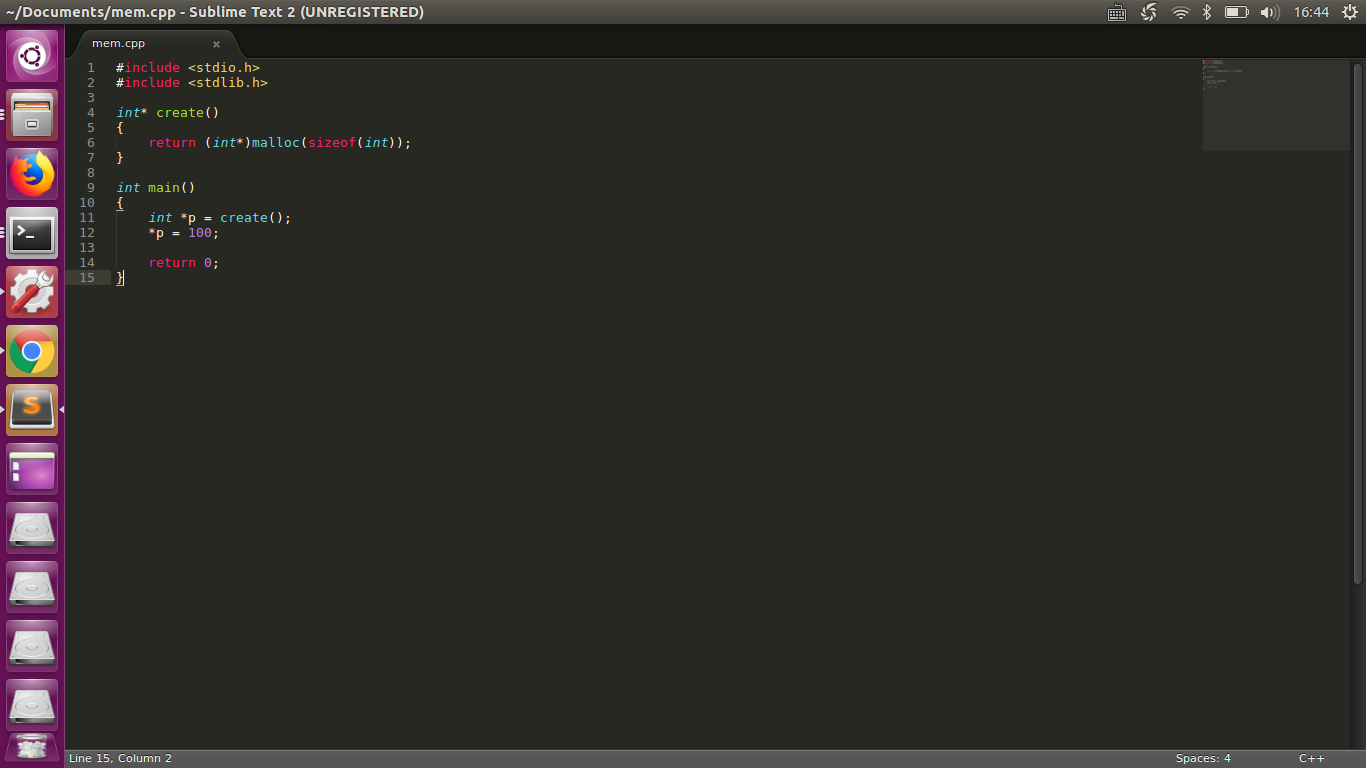 ~/Documents/mem.cpp - Sublime Text 2 (UNREGISTERED)
16:44
mem.cpp ×
1 #include <stdio.h>
2 #include <stdlib.h>
3
4 int* create()
5 {
6     return (int*)malloc(sizeof(int));
7 }
8
9 int main()
10 {
11     int *p = create();
12     *p = 100;
13
14     return 0;
15 }
>_
S
Line 15, Column 2
Spaces: 4
C++